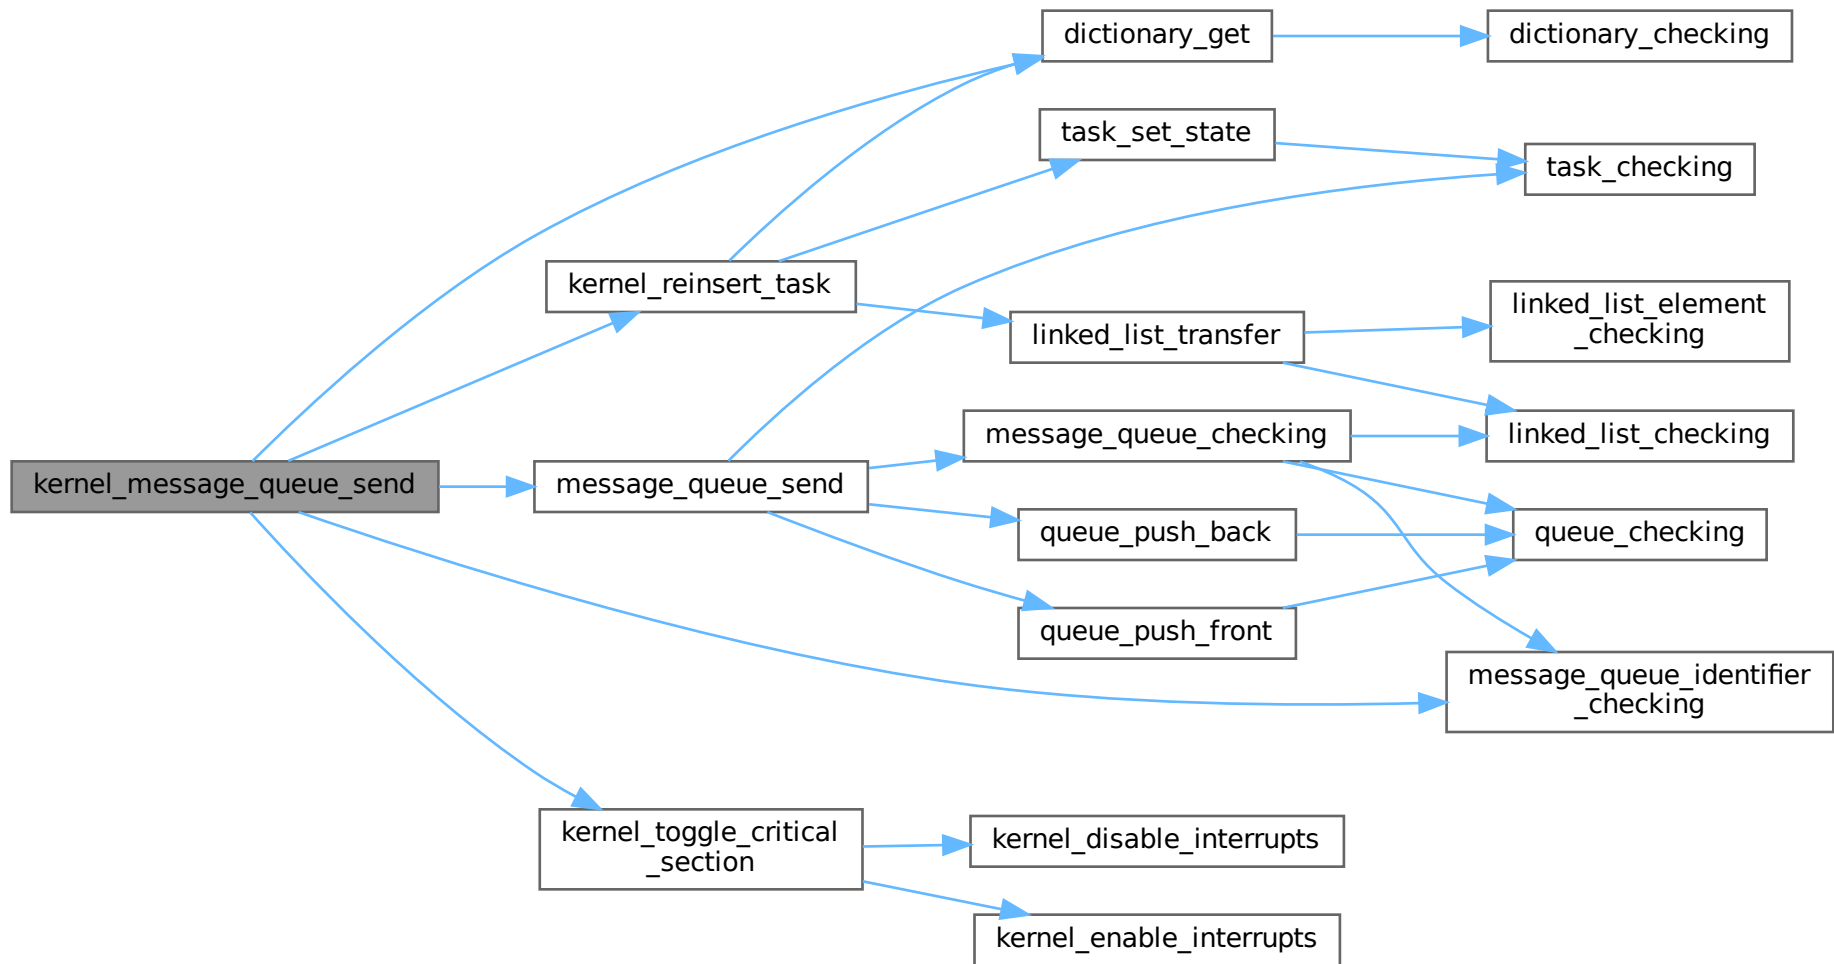 dictionary_get
dictionary_checking
task_set_state
task_checking
kernel_reinsert_task
linked_list_element
_checking
linked_list_transfer
message_queue_checking
linked_list_checking
kernel_message_queue_send
message_queue_send
queue_push_back
queue_checking
queue_push_front
message_queue_identifier
_checking
kernel_toggle_critical
_section
kernel_disable_interrupts
kernel_enable_interrupts